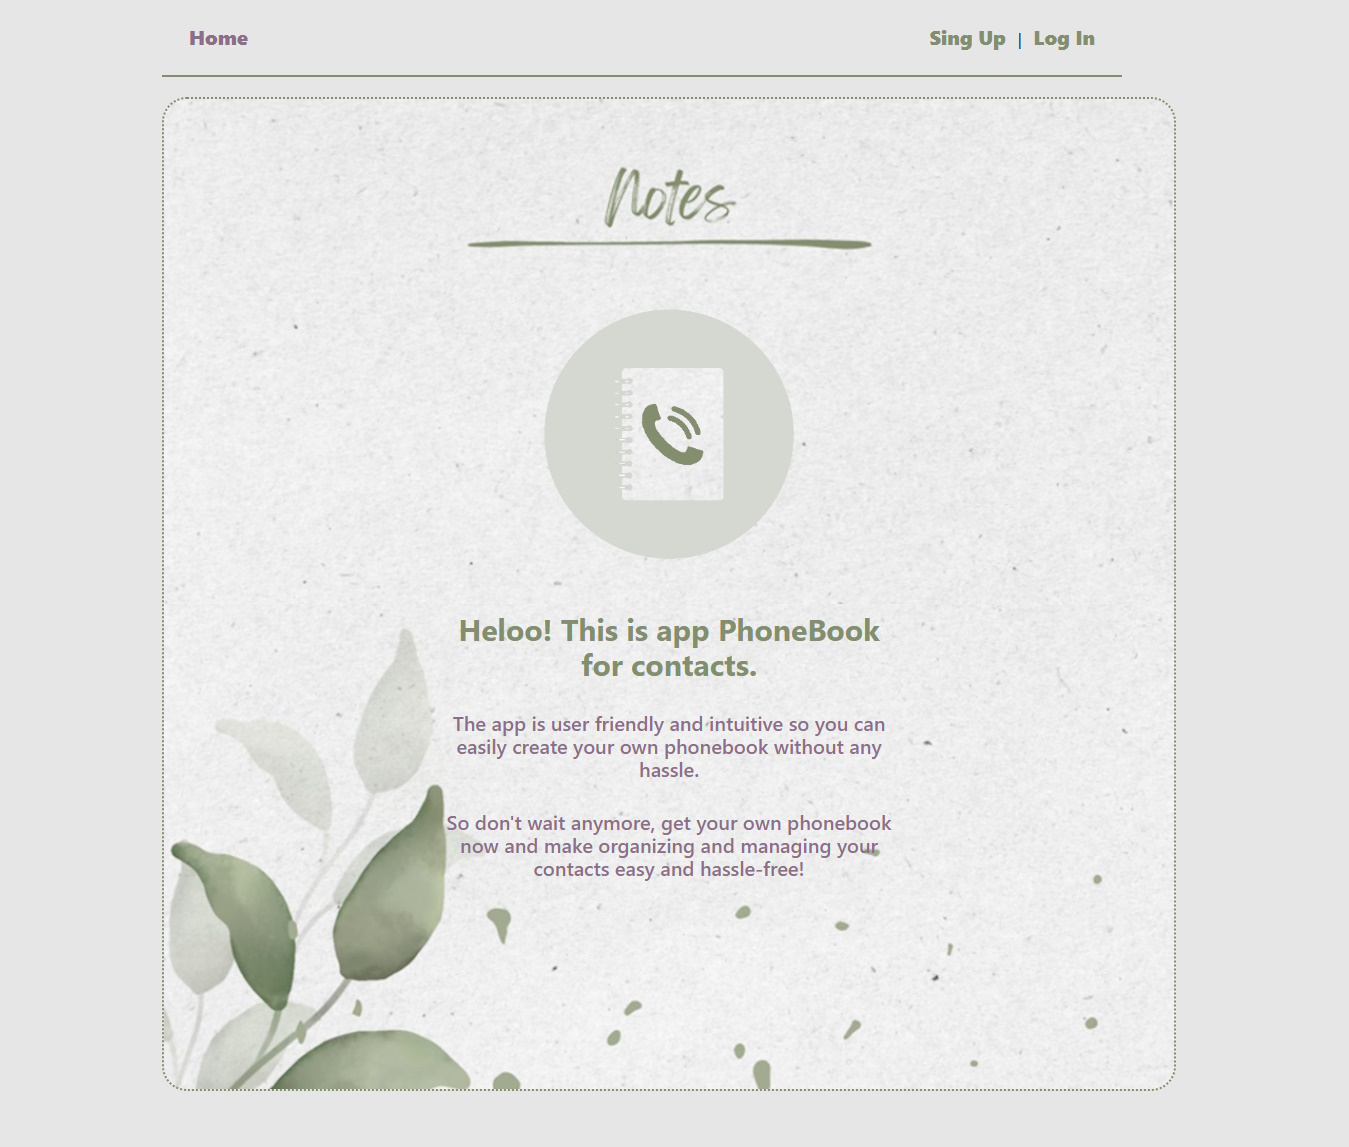 Home
Sing Up | Log In
Notes
Heloo! This is app PhoneBook
for contacts.
The app is user friendly and intuitive so you can
easily create your own phonebook without any
hassle.
So don't wait anymore, get your own phonebook
now and make organizing and managing your
contacts easy and hassle-free!